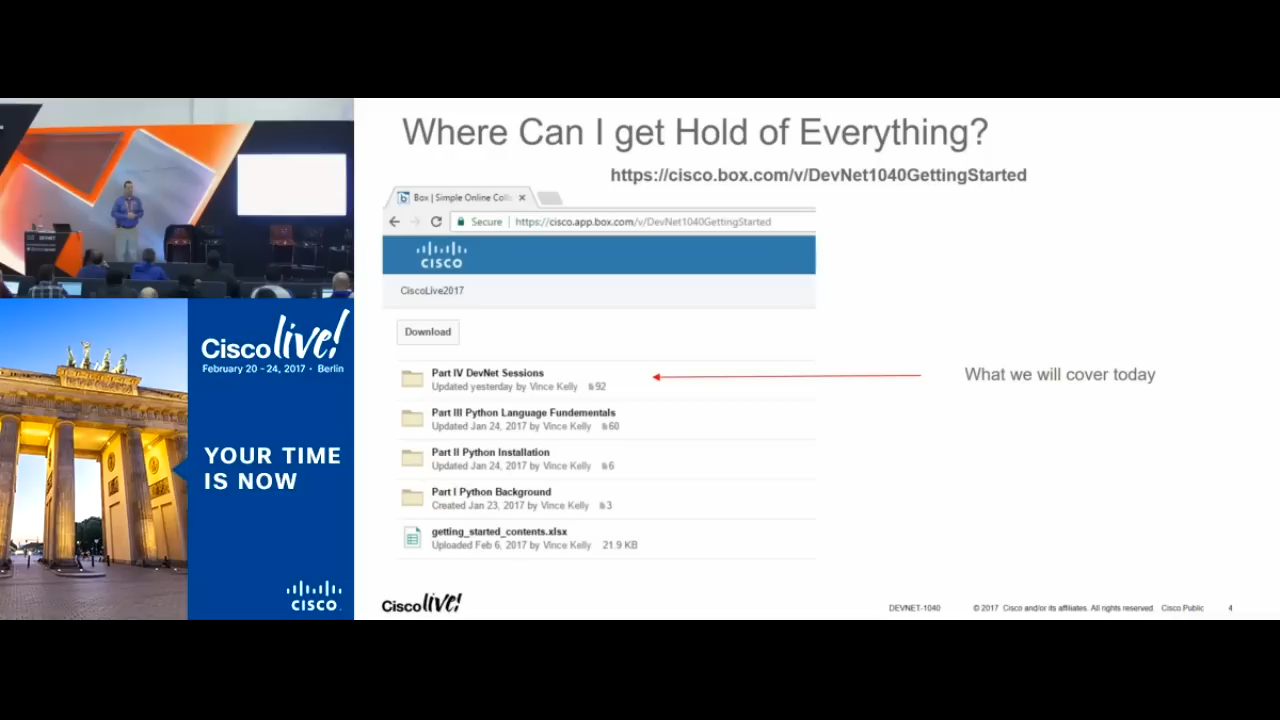 Where Can I get Hold of Everything?
https://cisco.box.com/v/DevNet1040GettingStarted
Secure
https://cisco.app.box.com/v/DevNet1040GettingStarted
CISCO
CiscoLive2017
Download
Part IV DevNet Sessions
Updated yesterday by Vince Kelly 92
What we will cover today
Part III Python Language Fundementals
Updated Jan 24, 2017 by Vince Kelly 60
Part II Python Installation
Updated Jan 24, 2017 by Vince Kelly 6
Part I Python Background
Created Jan 23, 2017 by Vince Kelly 3
getting_started_contents.xlsx
Uploaded Feb 6, 2017 by Vince Kelly 21.9 KB
Cisco live!
DEVNET-1040 © 2017 Cisco and/or its affiliates. All rights reserved. Cisco Public 4
Cisco live!
February 20 - 24, 2017 • Berlin
YOUR TIME
IS NOW
CISCO